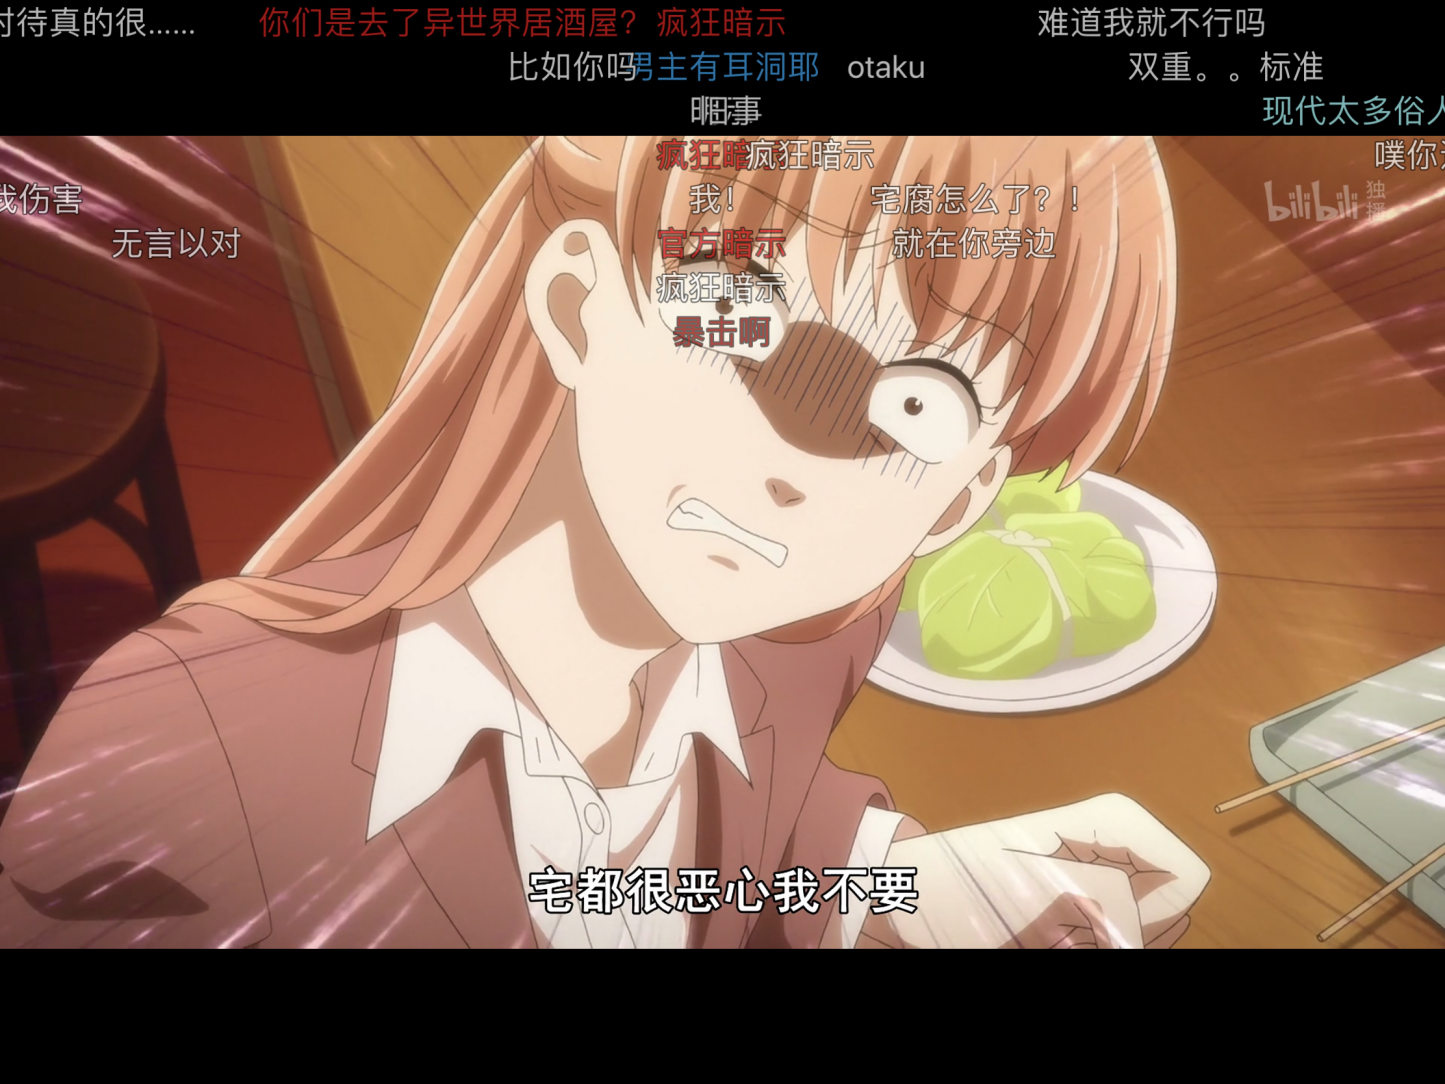 对待真的很…… 你们是去了异世界居酒屋？ 疯狂暗示 难道我就不行吗
比如你吗 男主有耳洞耶 otaku 双重。。标准
事 现代太多俗人
疯狂暗 疯狂暗示 噗你
我！ 宅腐怎么了？！
我伤害
bilibili 独播
无言以对 官方暗示 就在你旁边
疯狂暗示
暴击啊
宅都很恶心我不要